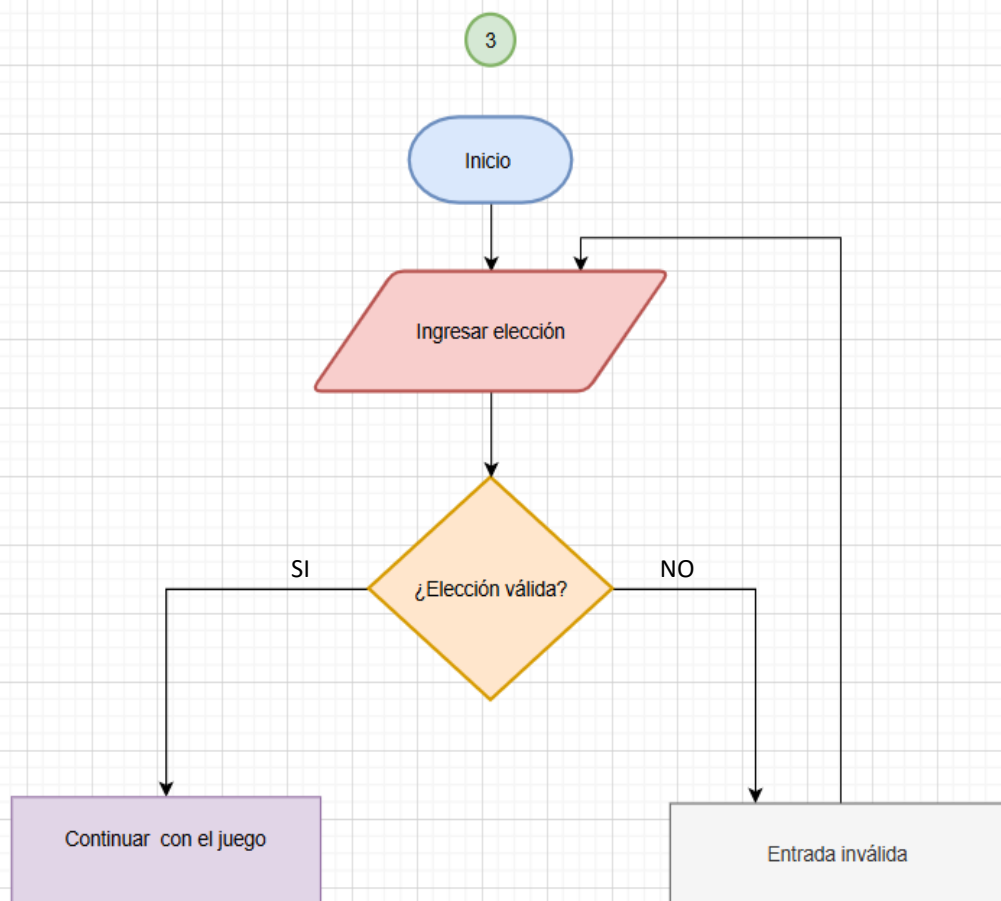 3
Inicio
Ingresar elección
¿Elección válida?
SI
NO
Continuar  con el juego
Entrada inválida